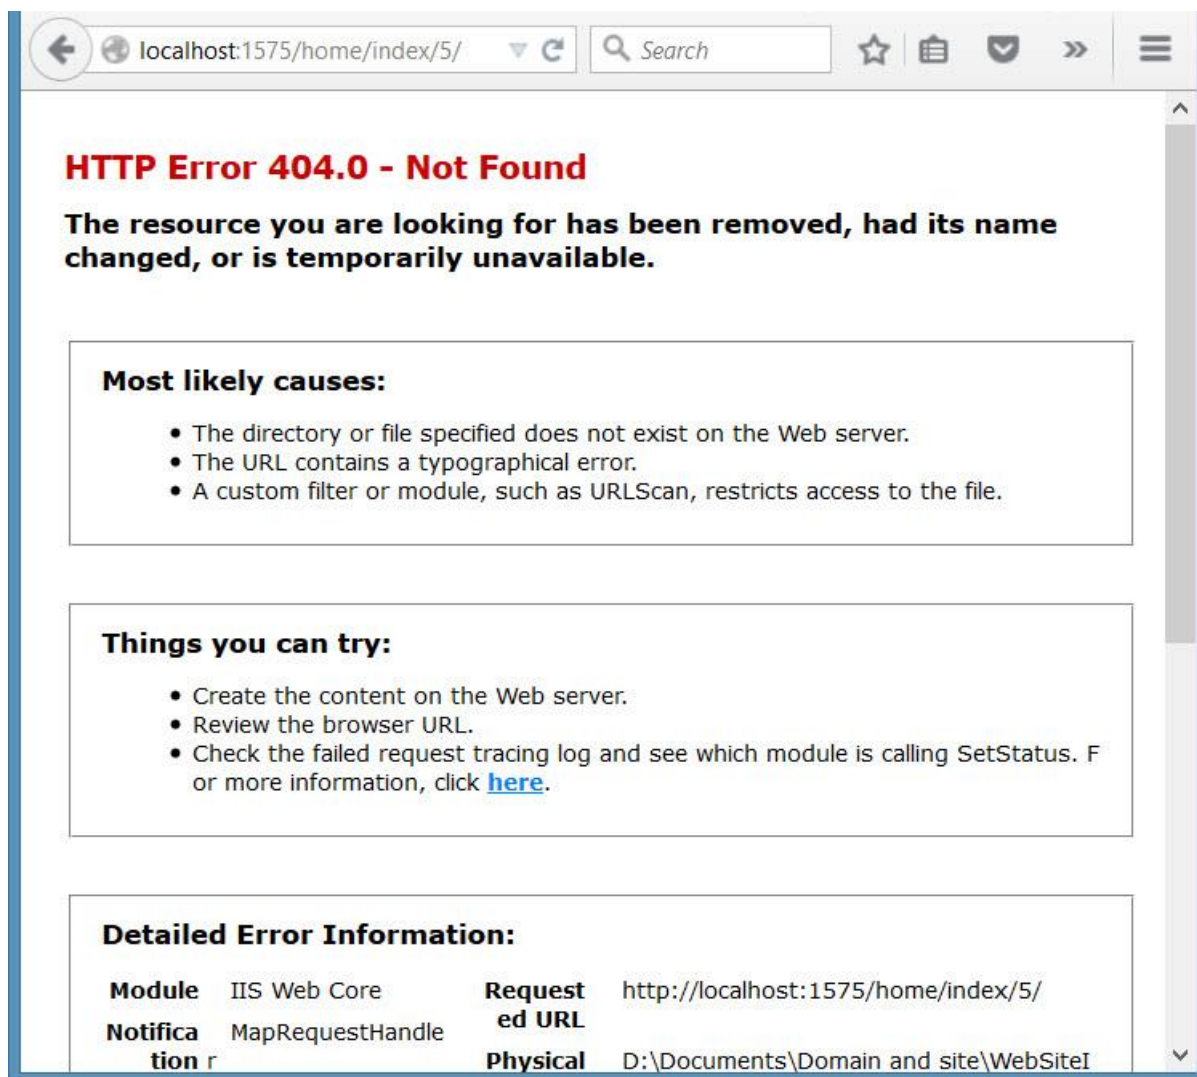 localhost:1575/home/index/5/
Search
HTTP Error 404.0 - Not Found
The resource you are looking for has been removed, had its name
changed, or is temporarily unavailable.
Most likely causes:
• The directory or file specified does not exist on the Web server.
• The URL contains a typographical error.
• A custom filter or module, such as URLScan, restricts access to the file.
Things you can try:
• Create the content on the Web server.
• Review the browser URL.
• Check the failed request tracing log and see which module is calling SetStatus. F
or more information, click here.
Detailed Error Information:
Module IIS Web Core
Notifica MapRequestHandle
tion r
Request http://localhost:1575/home/index/5/
ed URL
Physical D:\Documents\Domain and site\WebSiteI